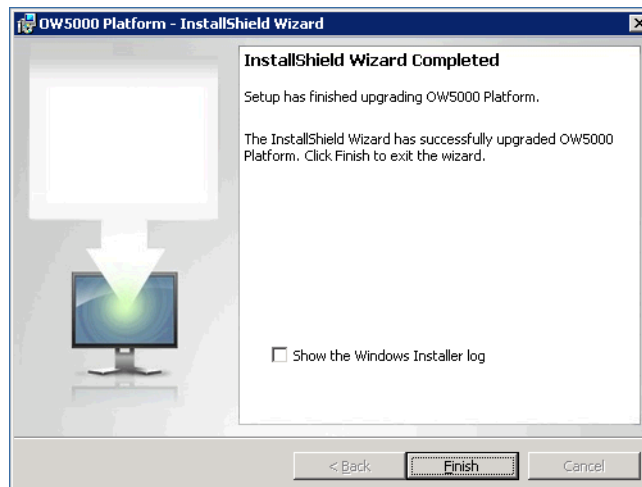 OW5000 Platform - InstallShield Wizard
InstallShield Wizard Completed
Setup has finished upgrading OW5000 Platform.
The InstallShield Wizard has successfully upgraded OW5000
Platform. Click Finish to exit the wizard.
Show the Windows Installer log
< Back
Finish
Cancel